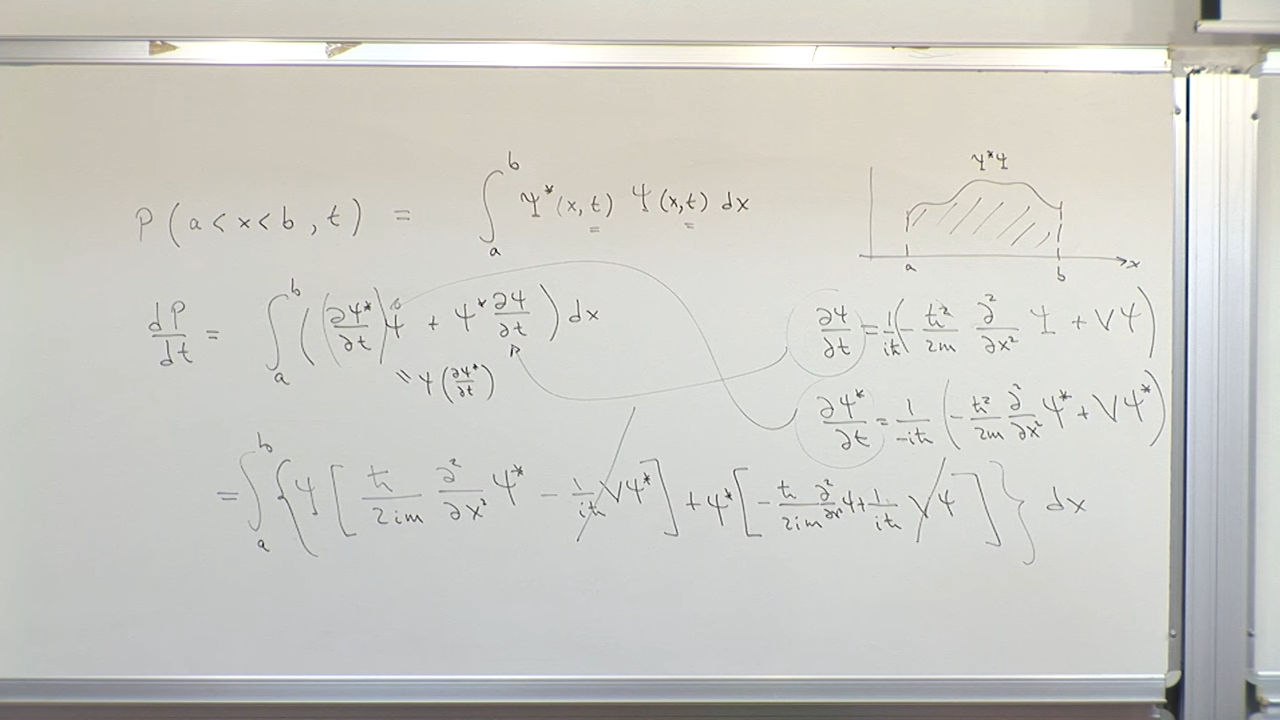 P(a<x<b, t) = ∫_a^b Ψ*(x,t) Ψ(x,t) dx
Ψ*Ψ
a b x
dP/dt = ∫_a^b ((∂Ψ*/∂t)Ψ + Ψ* ∂Ψ/∂t) dx
= Ψ(∂Ψ*/∂t)
∂Ψ/∂t = 1/iħ (-ħ²/2m ∂²/∂x² Ψ + VΨ)
∂Ψ*/∂t = 1/-iħ (-ħ²/2m ∂²/∂x² Ψ* + VΨ*)
= ∫_a^b {Ψ[ħ/2im ∂²/∂x² Ψ* - 1/iħ VΨ*] + Ψ*[-ħ/2im ∂²/∂x² Ψ + 1/iħ VΨ]} dx